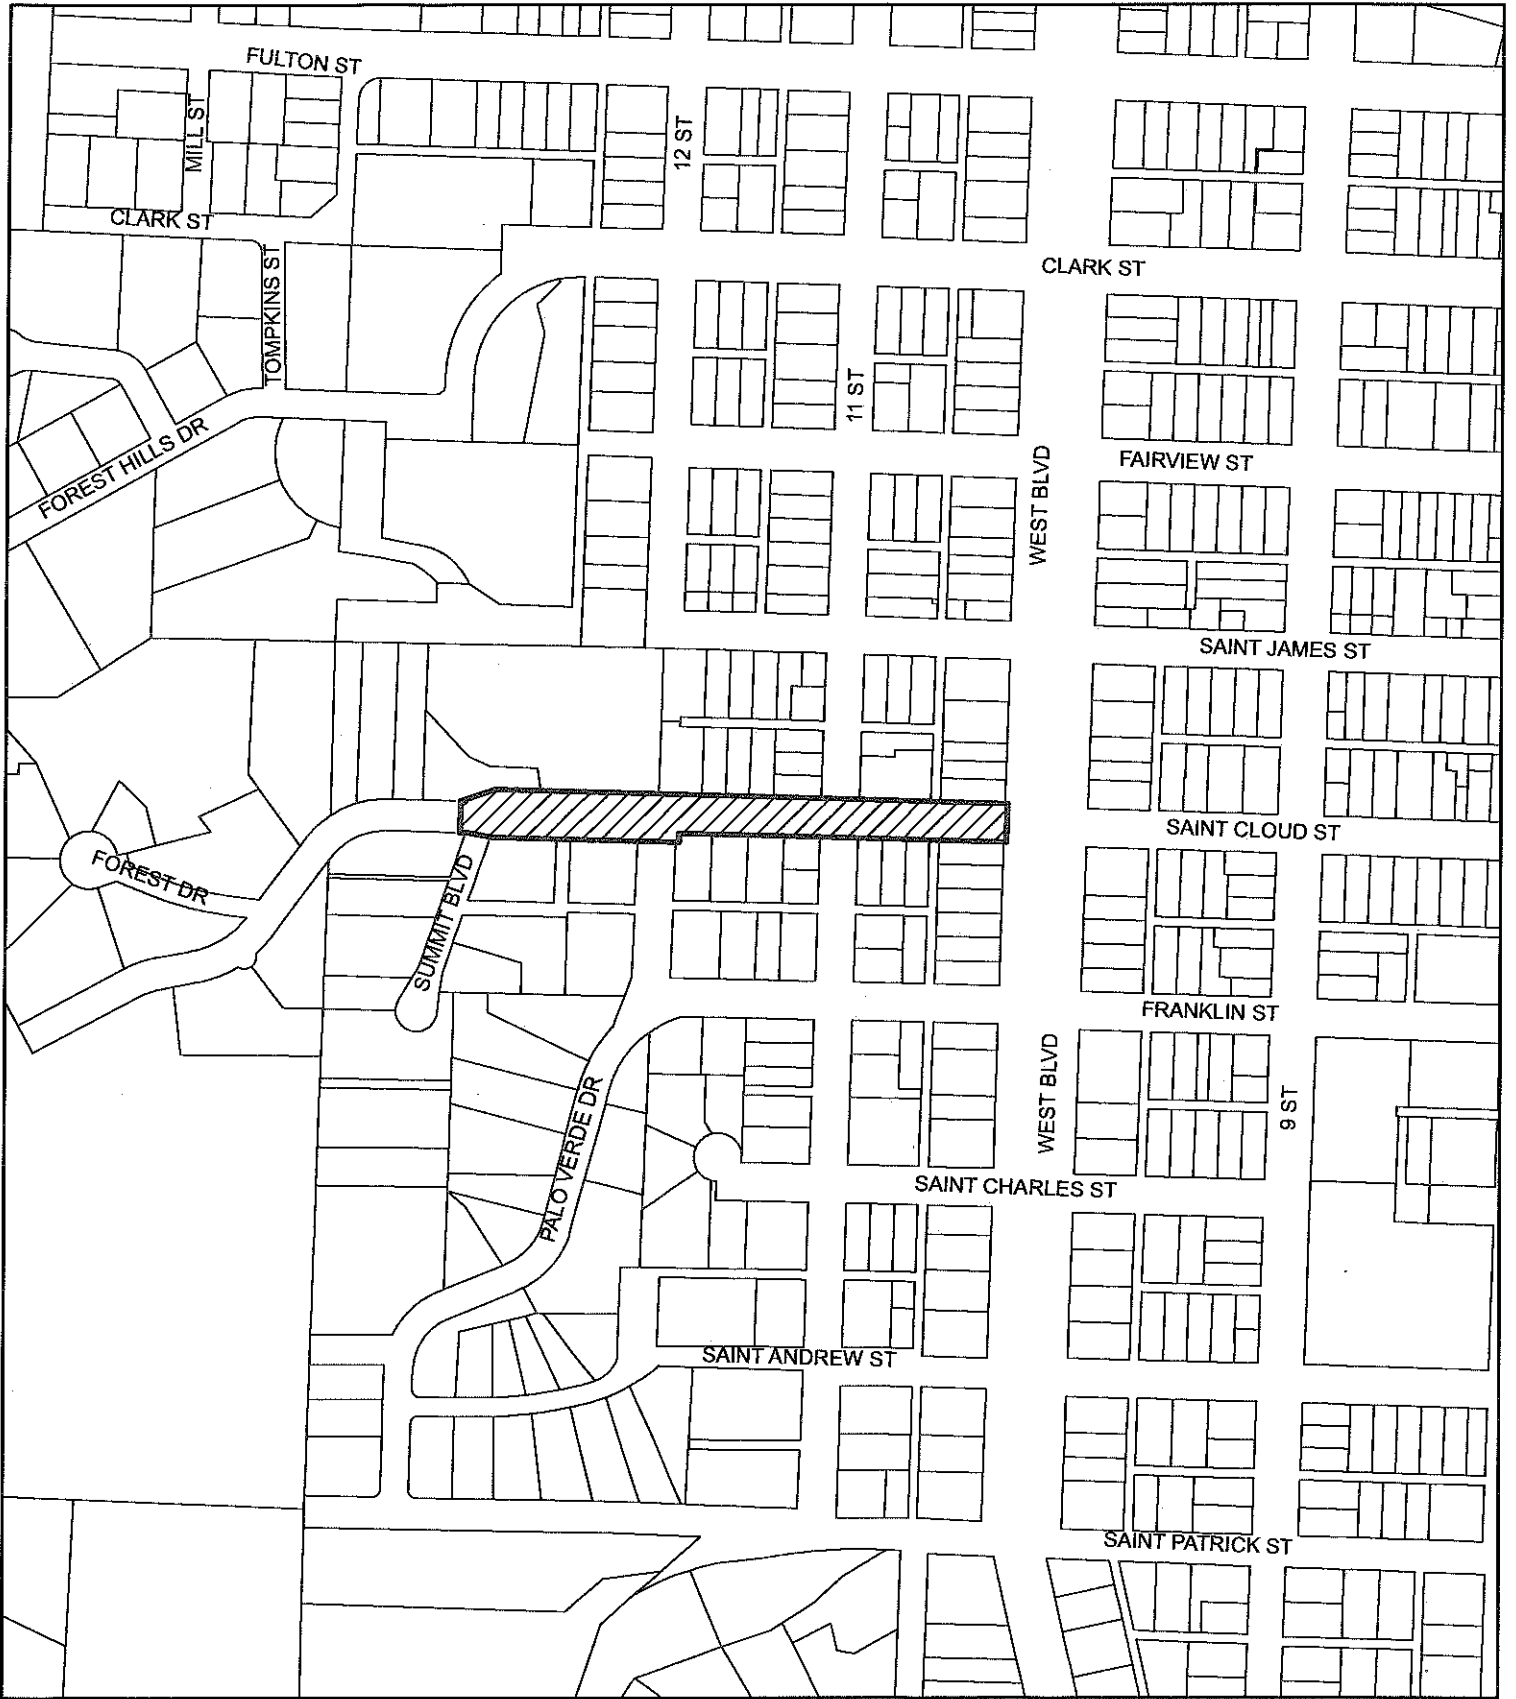 FULTON ST
MILL ST
12 ST
CLARK ST
TOMPKINS ST
CLARK ST
11 ST
FOREST HILLS DR
FAIRVIEW ST
WEST BLVD
SAINT JAMES ST
SAINT CLOUD ST
FOREST DR
SUMMIT BLVD
FRANKLIN ST
WEST BLVD
9 ST
PALO VERDE DR
SAINT CHARLES ST
SAINT ANDREW ST
SAINT PATRICK ST